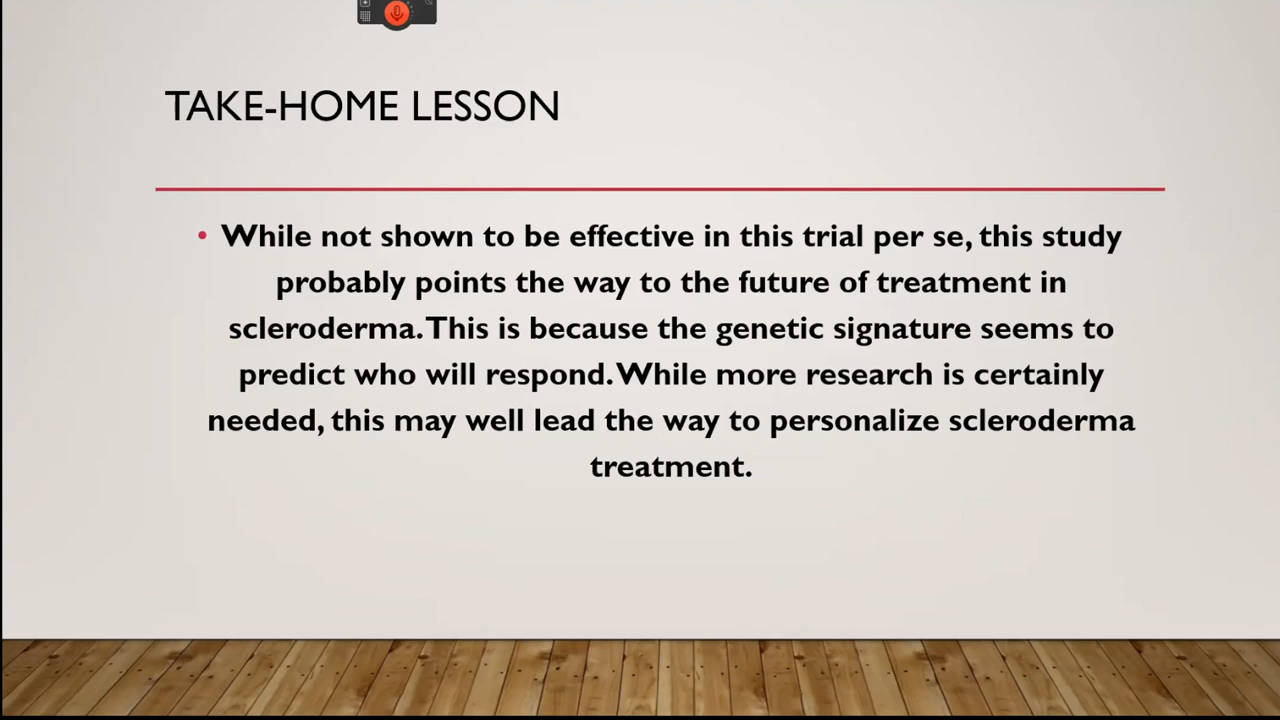 TAKE-HOME LESSON
• While not shown to be effective in this trial per se, this study
probably points the way to the future of treatment in
scleroderma. This is because the genetic signature seems to
predict who will respond. While more research is certainly
needed, this may well lead the way to personalize scleroderma
treatment.